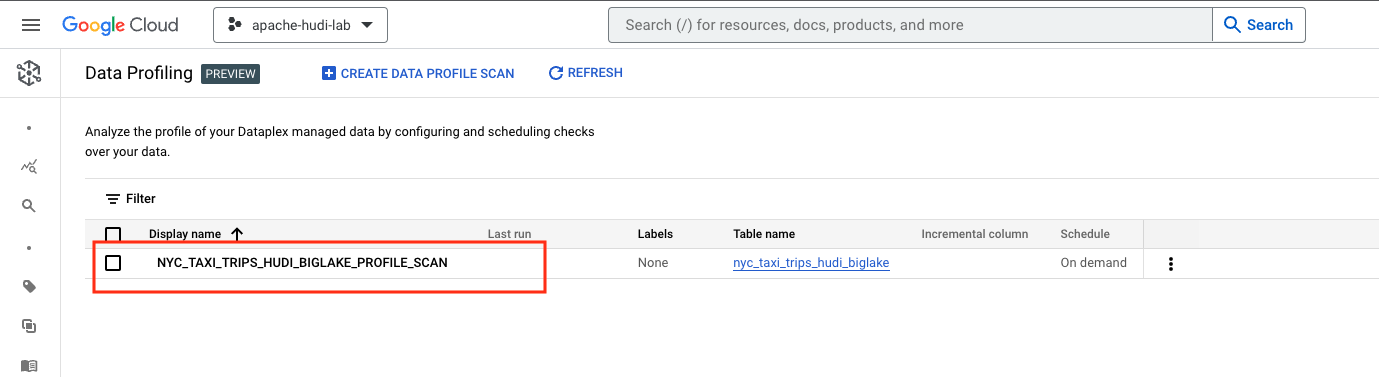 Google Cloud apache-hudi-lab Search (/) for resources, docs, products, and more Search
Data Profiling PREVIEW CREATE DATA PROFILE SCAN REFRESH
Analyze the profile of your Dataplex managed data by configuring and scheduling checks
over your data.
Filter
Display name Last run Labels Table name Incremental column Schedule
NYC_TAXI_TRIPS_HUDI_BIGLAKE_PROFILE_SCAN None nyc_taxi_trips_hudi_biglake On demand